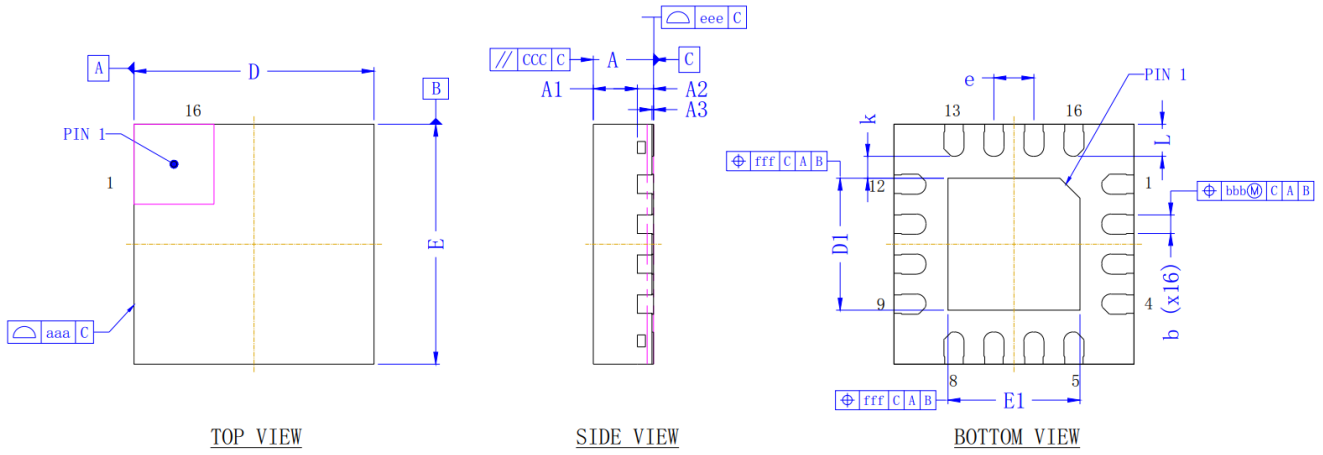 eee C
// CCC C
A
C
A
D
e
PIN 1
A1
A2
A3
B
16
13
16
k
L
PIN 1
fff C A B
1
12
1
bbbⓂ C A B
E
D1
b (x16)
9
4
aaa C
8
5
fff C A B
E1
TOP VIEW
SIDE VIEW
BOTTOM VIEW